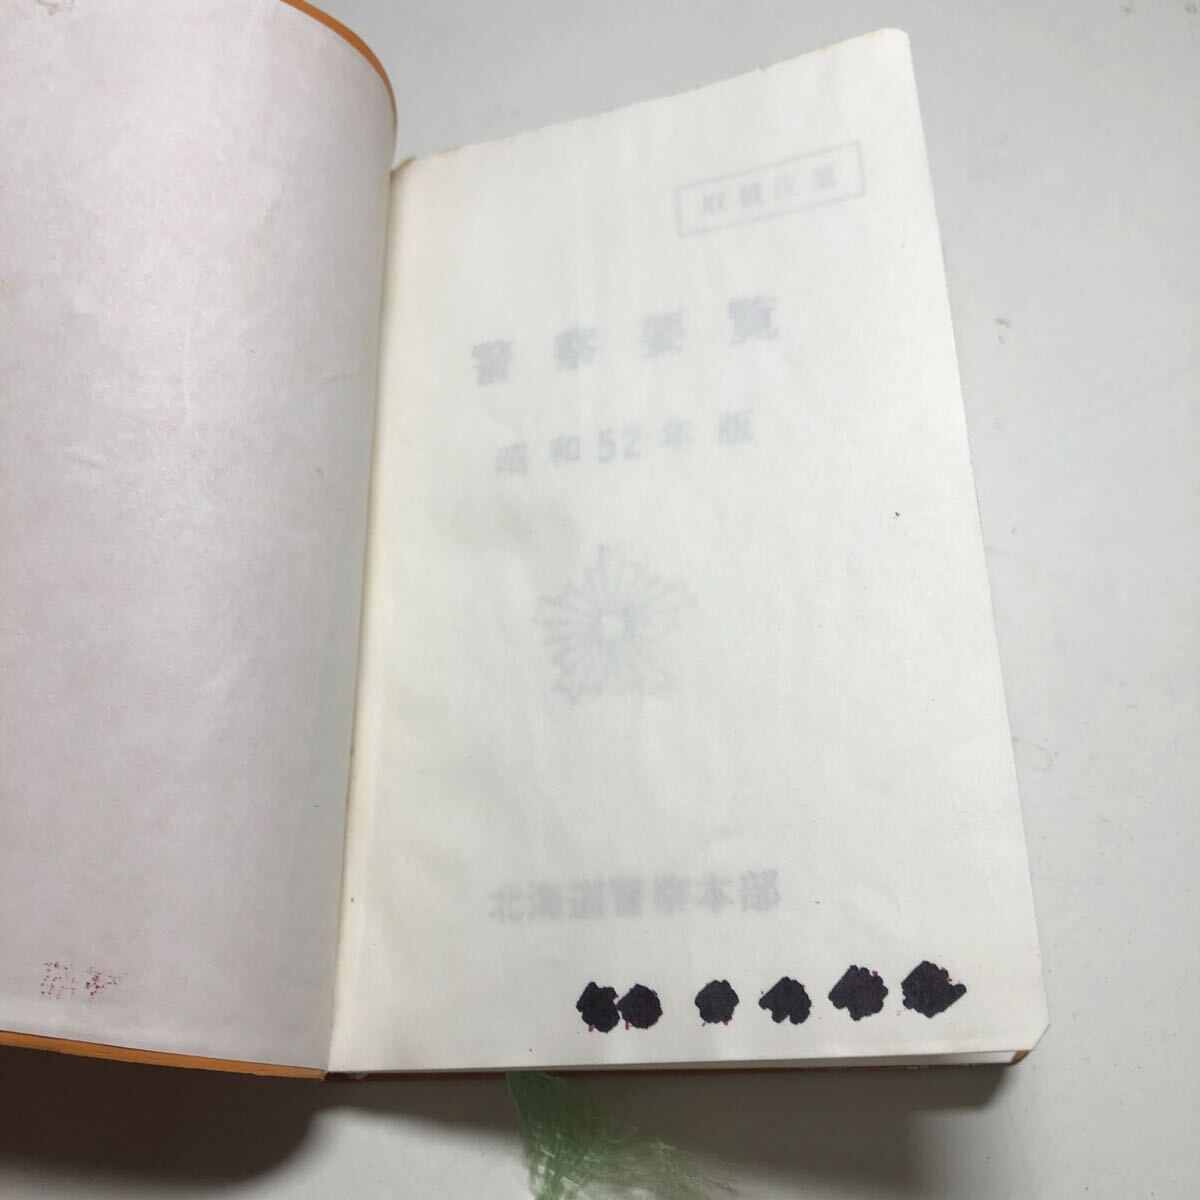 取扱注意
警察要覧
昭和52年版
北海道警察本部